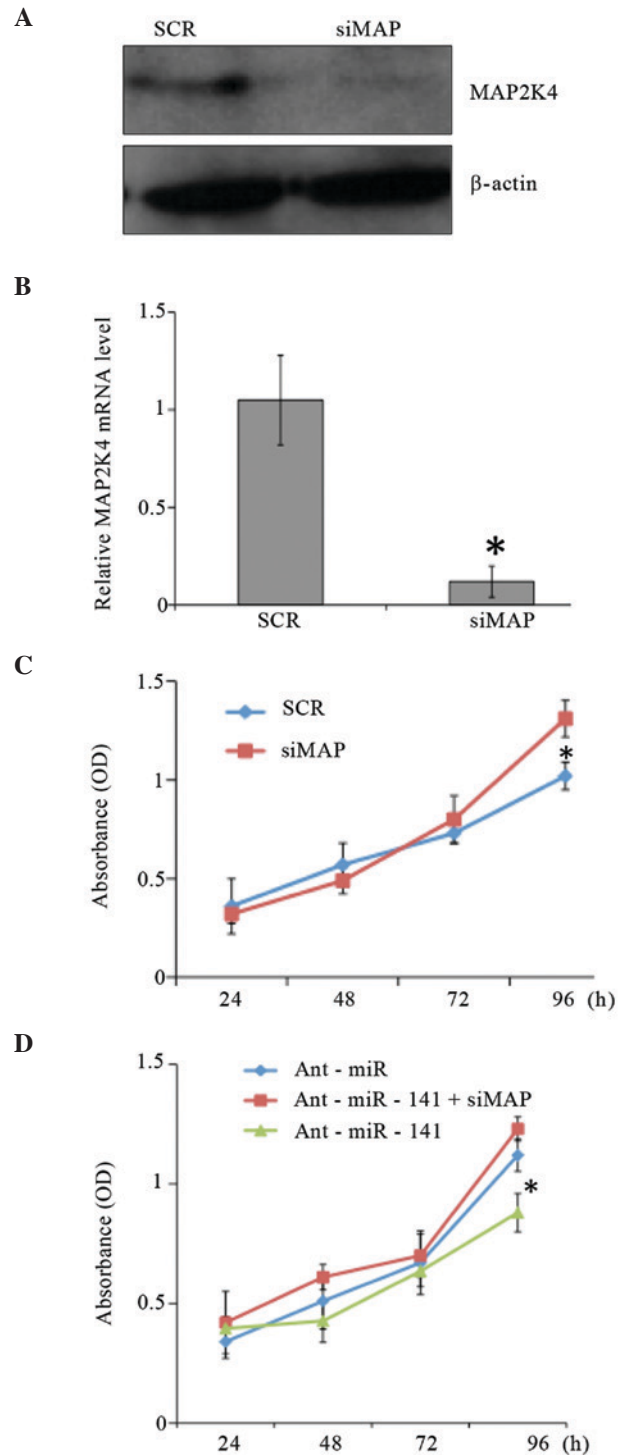 A
SCR siMAP
MAP2K4
β-actin
B
Relative MAP2K4 mRNA level
1.5
1
0.5
0
*
SCR siMAP
C
Absorbance (OD)
1.5
1
0.5
0
SCR
siMAP
*
24 48 72 96 (h)
D
Absorbance (OD)
1.5
1
0.5
0
Ant - miR
Ant - miR - 141 + siMAP
Ant - miR - 141
*
24 48 72 96 (h)